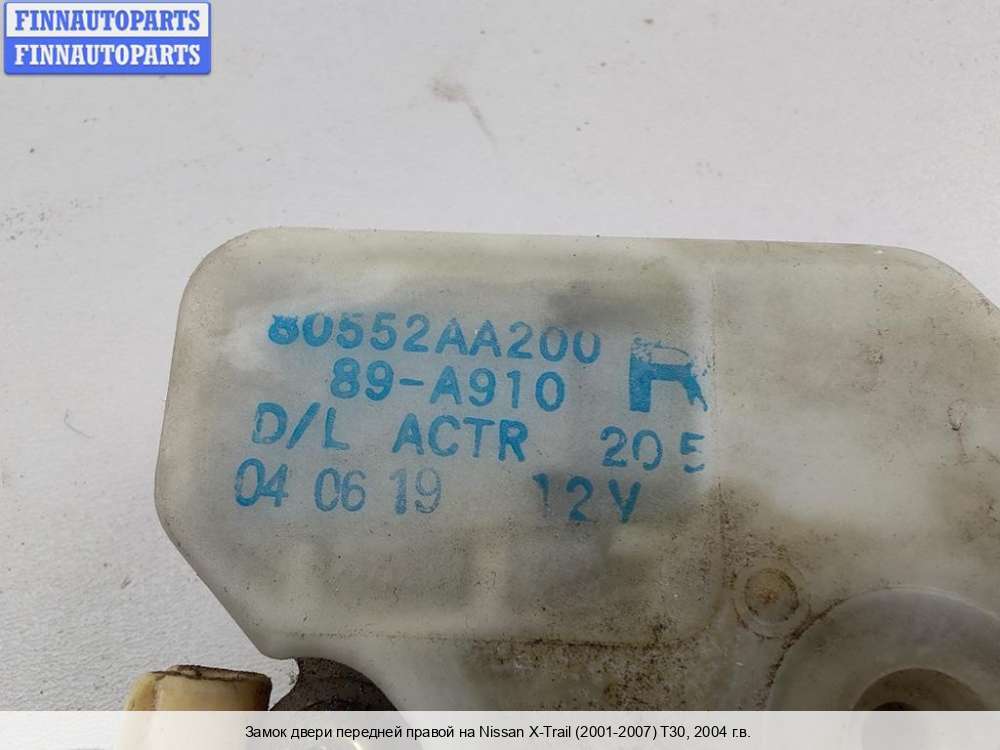 FINNAUTOPARTS
FINNAUTOPARTS
80552AA200
89-A910 R
D/L ACTR 205
04 06 19 12V
Замок двери передней правой на Nissan X-Trail (2001-2007) T30, 2004 г.в.